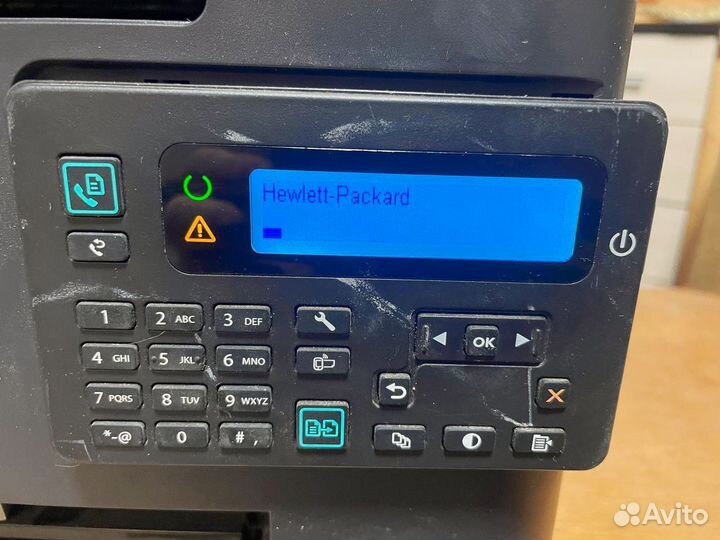 Hewlett-Packard
1
2 ABC
3 DEF
4 GHI
5 JKL
6 MNO
OK
7 PQRS
8 TUV
9 WXYZ
*-@
0
# ,
Avito